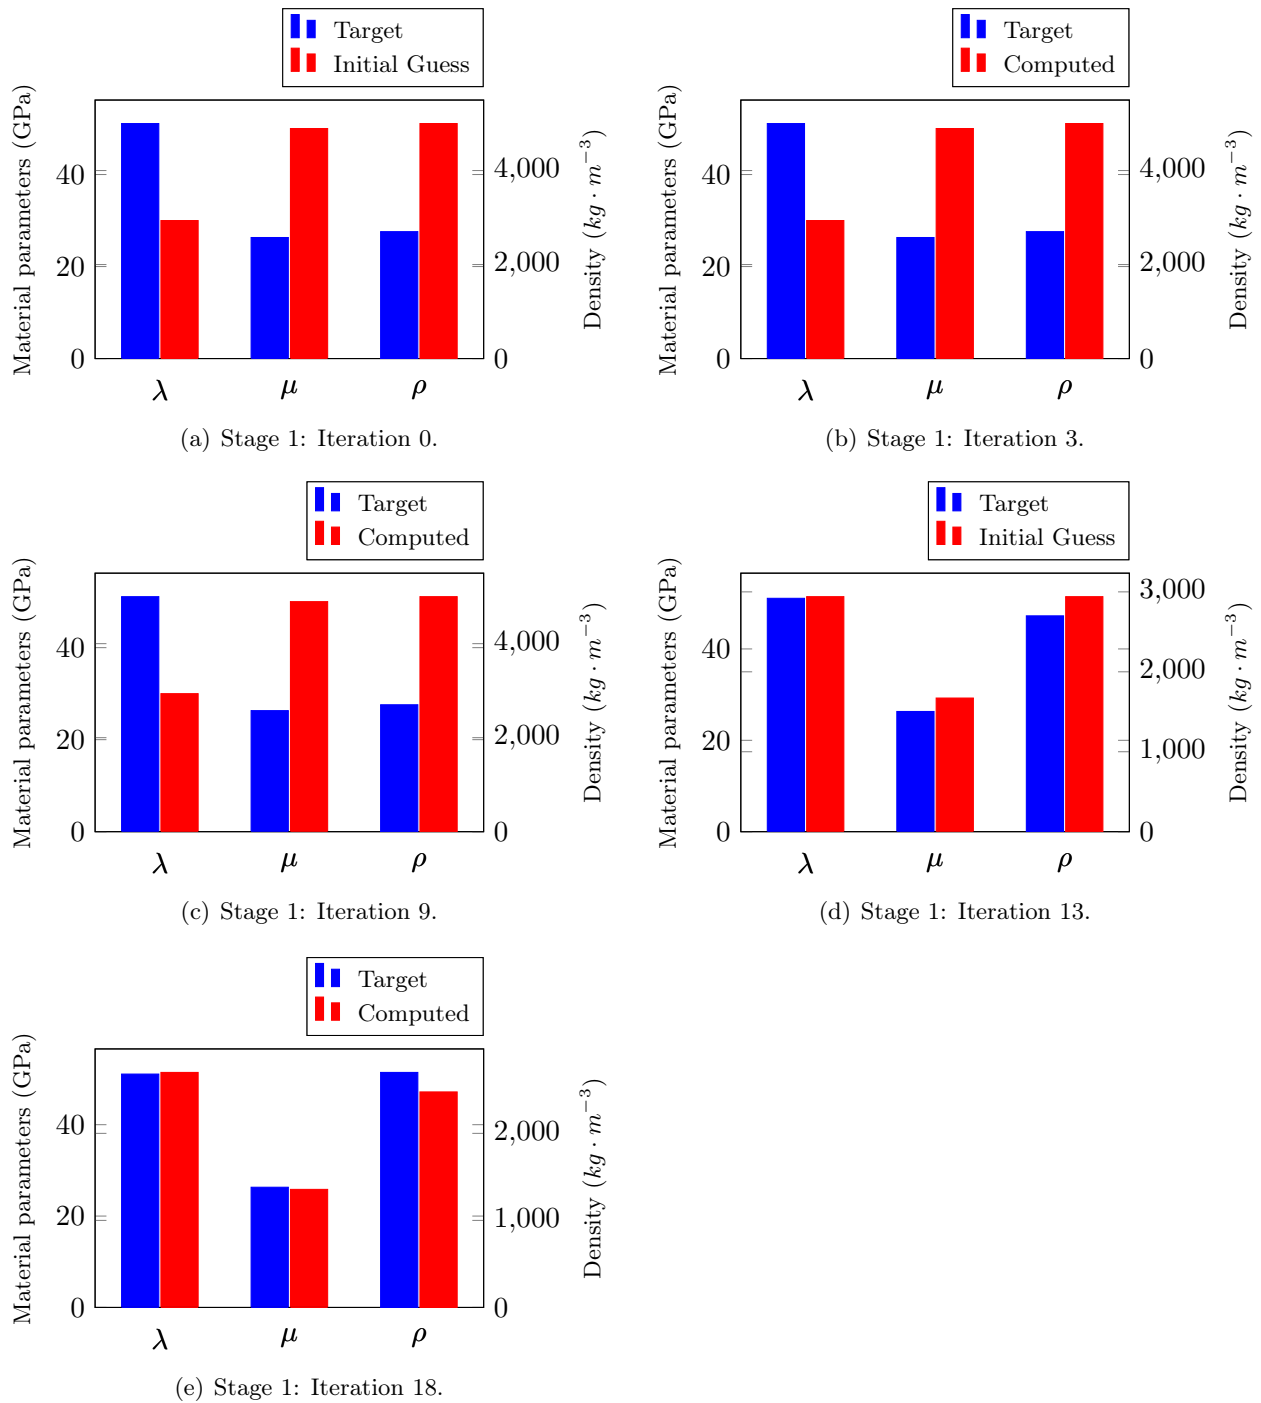 Target
Initial Guess
Material parameters (GPa)
40
20
0
4,000
2,000
0
Density (kg · m⁻³)
λ μ ρ
(a) Stage 1: Iteration 0.
Target
Computed
Material parameters (GPa)
40
20
0
4,000
2,000
0
Density (kg · m⁻³)
λ μ ρ
(b) Stage 1: Iteration 3.
Target
Computed
Material parameters (GPa)
40
20
0
4,000
2,000
0
Density (kg · m⁻³)
λ μ ρ
(c) Stage 1: Iteration 9.
Target
Initial Guess
Material parameters (GPa)
40
20
0
3,000
2,000
1,000
0
Density (kg · m⁻³)
λ μ ρ
(d) Stage 1: Iteration 13.
Target
Computed
Material parameters (GPa)
40
20
0
2,000
1,000
0
Density (kg · m⁻³)
λ μ ρ
(e) Stage 1: Iteration 18.